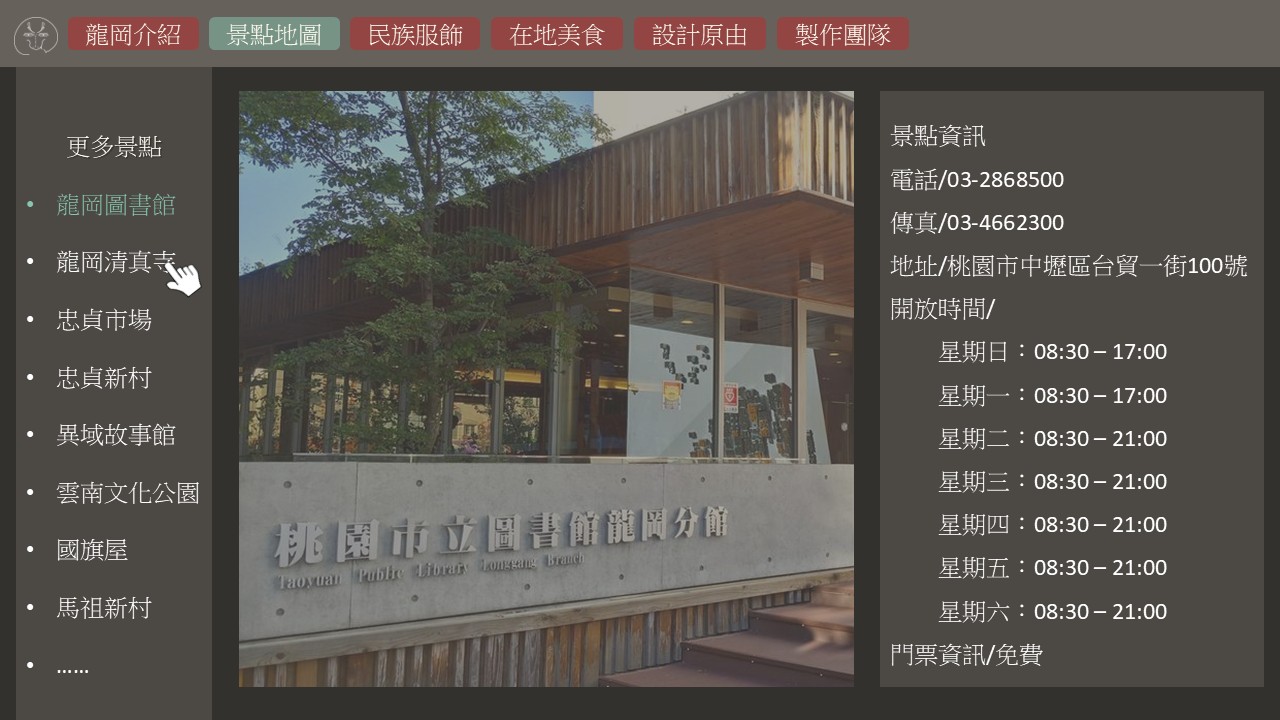 龍岡介紹
景點地圖
民族服飾
在地美食
設計原由
製作團隊
更多景點
• 龍岡圖書館
• 龍岡清真寺
• 忠貞市場
• 忠貞新村
• 異域故事館
• 雲南文化公園
• 國旗屋
• 馬祖新村
• ......
桃園市立圖書館龍岡分館
Taoyuan Public Library Longgang Branch
景點資訊
電話/03-2868500
傳真/03-4662300
地址/桃園市中壢區台貿一街100號
開放時間/
星期日：08:30 – 17:00
星期一：08:30 – 17:00
星期二：08:30 – 21:00
星期三：08:30 – 21:00
星期四：08:30 – 21:00
星期五：08:30 – 21:00
星期六：08:30 – 21:00
門票資訊/免費